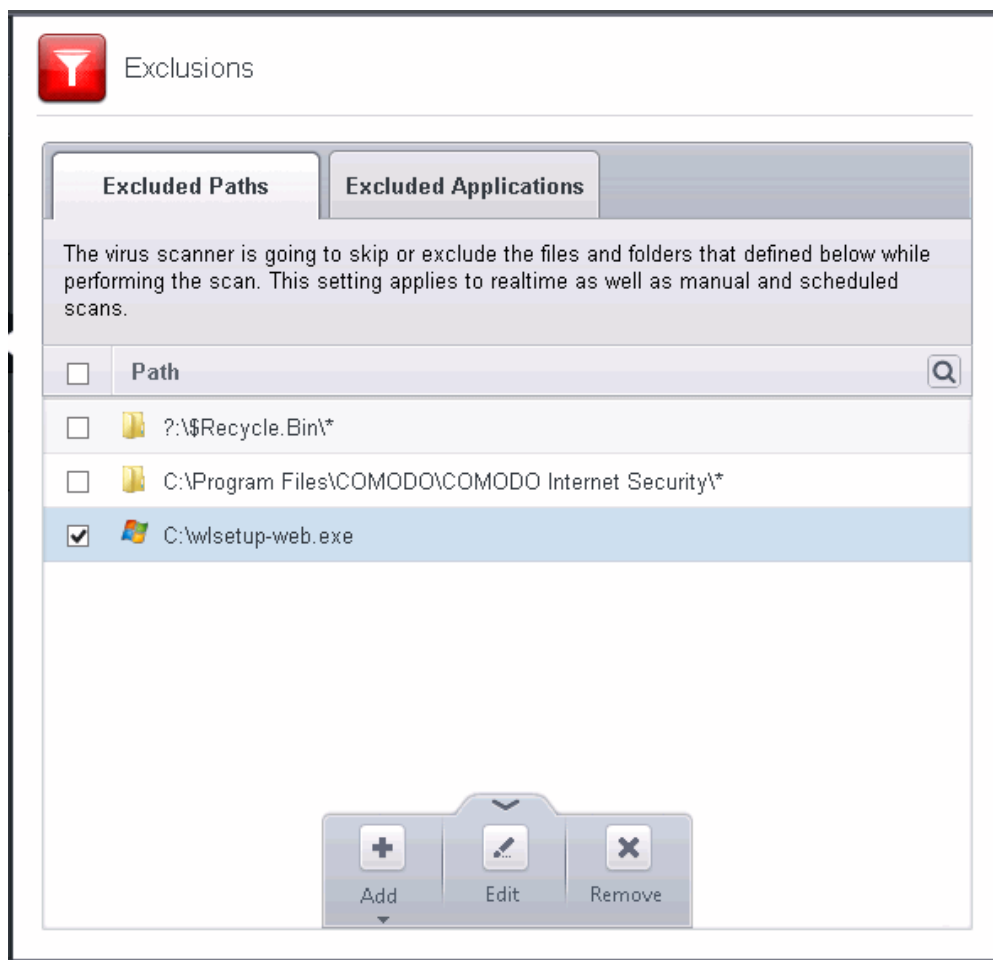 Exclusions
Excluded Paths
Excluded Applications
The virus scanner is going to skip or exclude the files and folders that defined below while
performing the scan. This setting applies to realtime as well as manual and scheduled
scans.
Path
?:\$Recycle.Bin\*
C:\Program Files\COMODO\COMODO Internet Security\*
C:\wlsetup-web.exe
Add
Edit
Remove